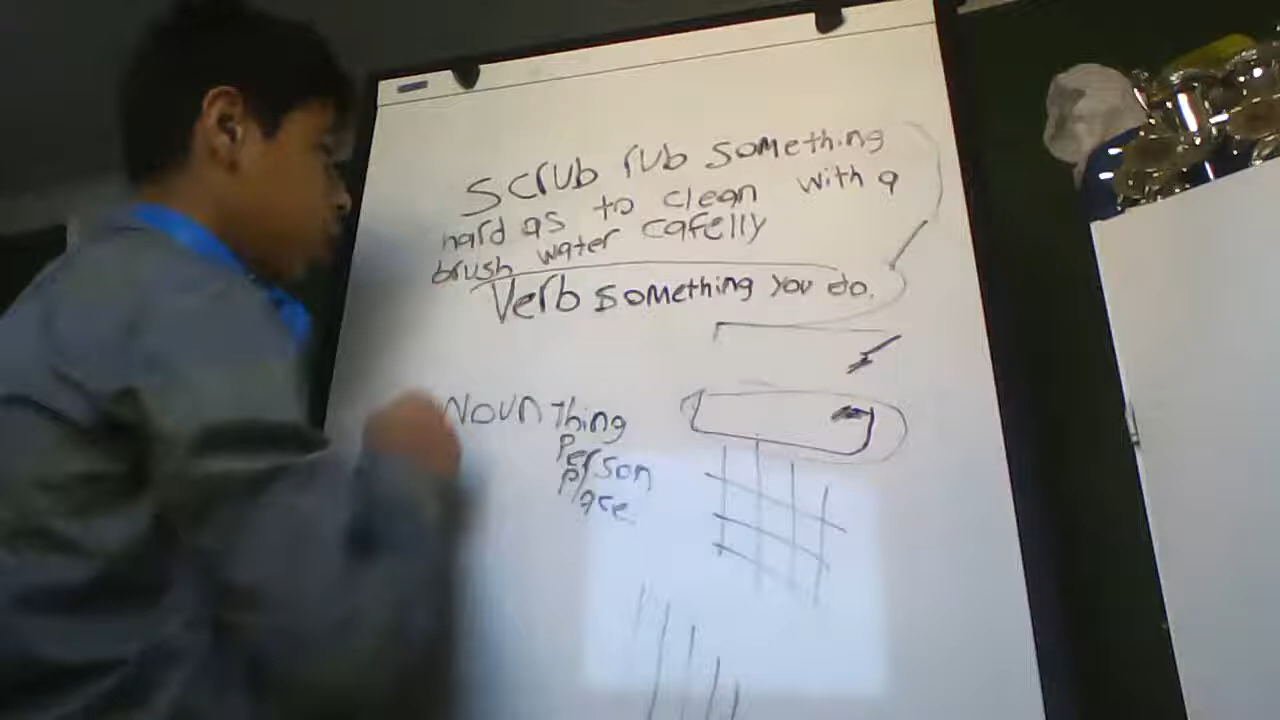 Scrub rub something
hard as to clean with a
brush water cafelly
Verb something you do.
Noun Thing
Person
Place